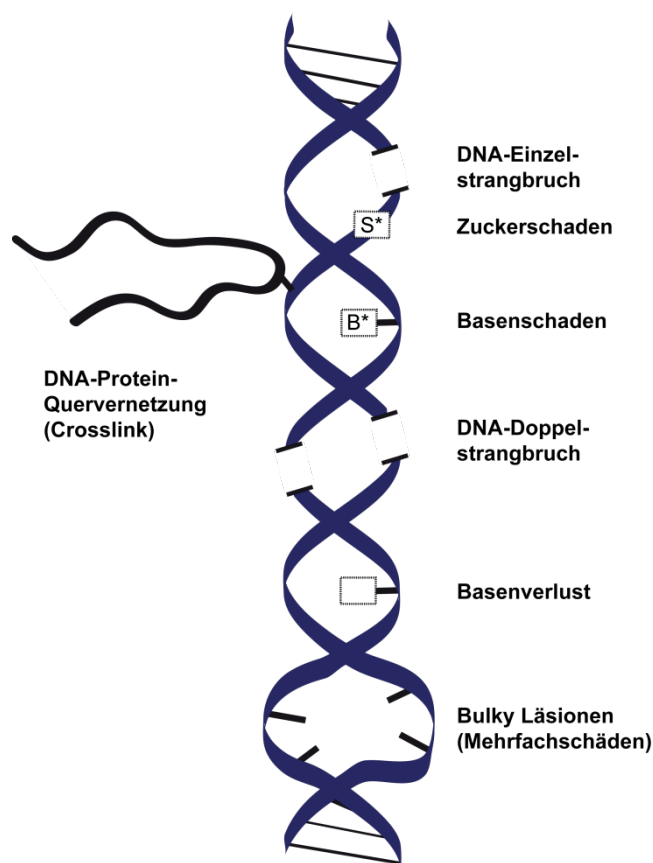 DNA-Einzel-
strangbruch
S*
Zuckerschaden
B*
Basenschaden
DNA-Protein-
Quervernetzung
(Crosslink)
DNA-Doppel-
strangbruch
Basenverlust
Bulky Läsionen
(Mehrfachschäden)